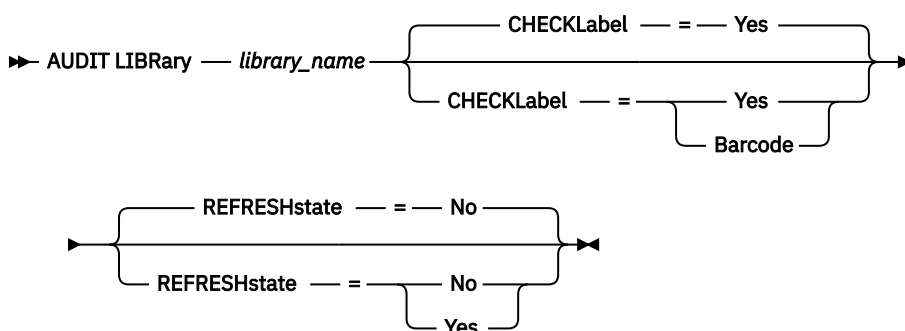 CHECKLabel = Yes
AUDIT LIBRary library_name
CHECKLabel = Yes
Barcode
REFRESHstate = No
REFRESHstate = No
Yes